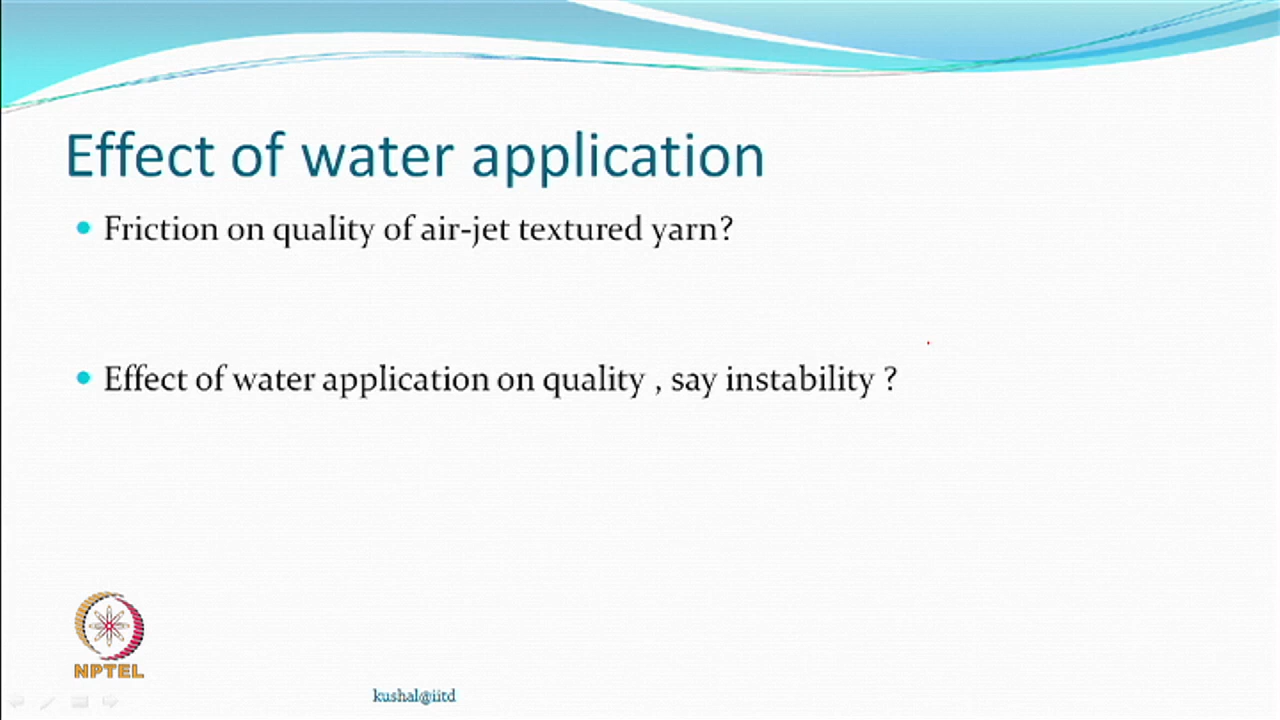 Effect of water application
Friction on quality of air-jet textured yarn?
Effect of water application on quality , say instability ?
NPTEL
kushal@iitd